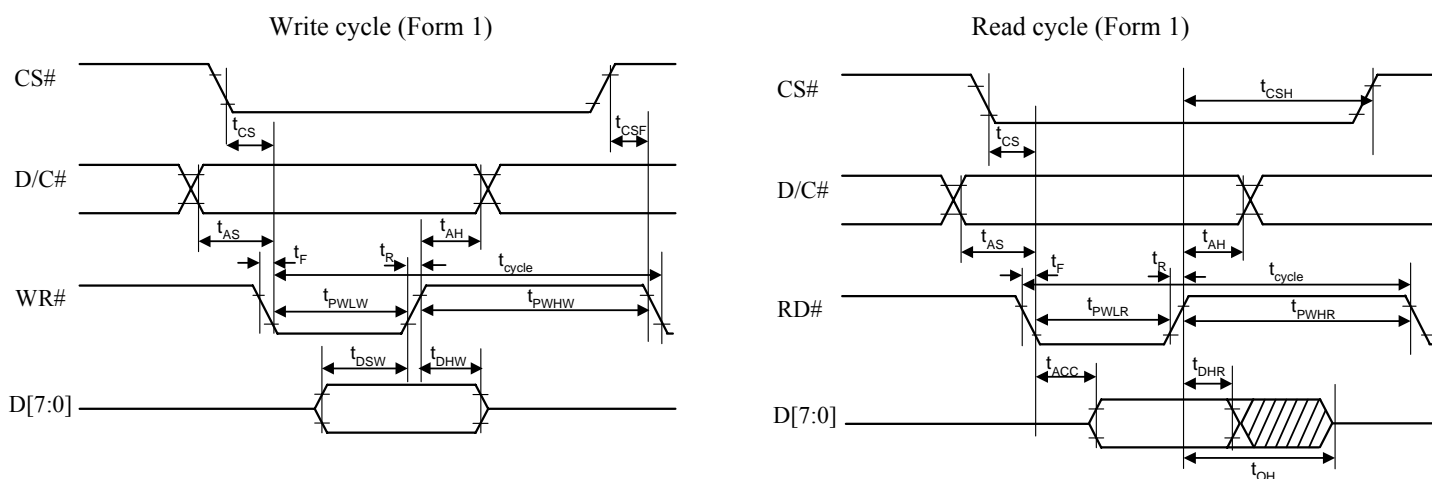 Write cycle (Form 1)
CS#
tCS
tCSF
D/C#
tAS
tAH
tF
tR
tcycle
WR#
tPWLW
tPWHW
tDSW
tDHW
D[7:0]
Read cycle (Form 1)
CS#
tCSH
tCS
D/C#
tAS
tAH
tF
tR
tcycle
RD#
tPWLR
tPWHR
tACC
tDHR
D[7:0]
tOH